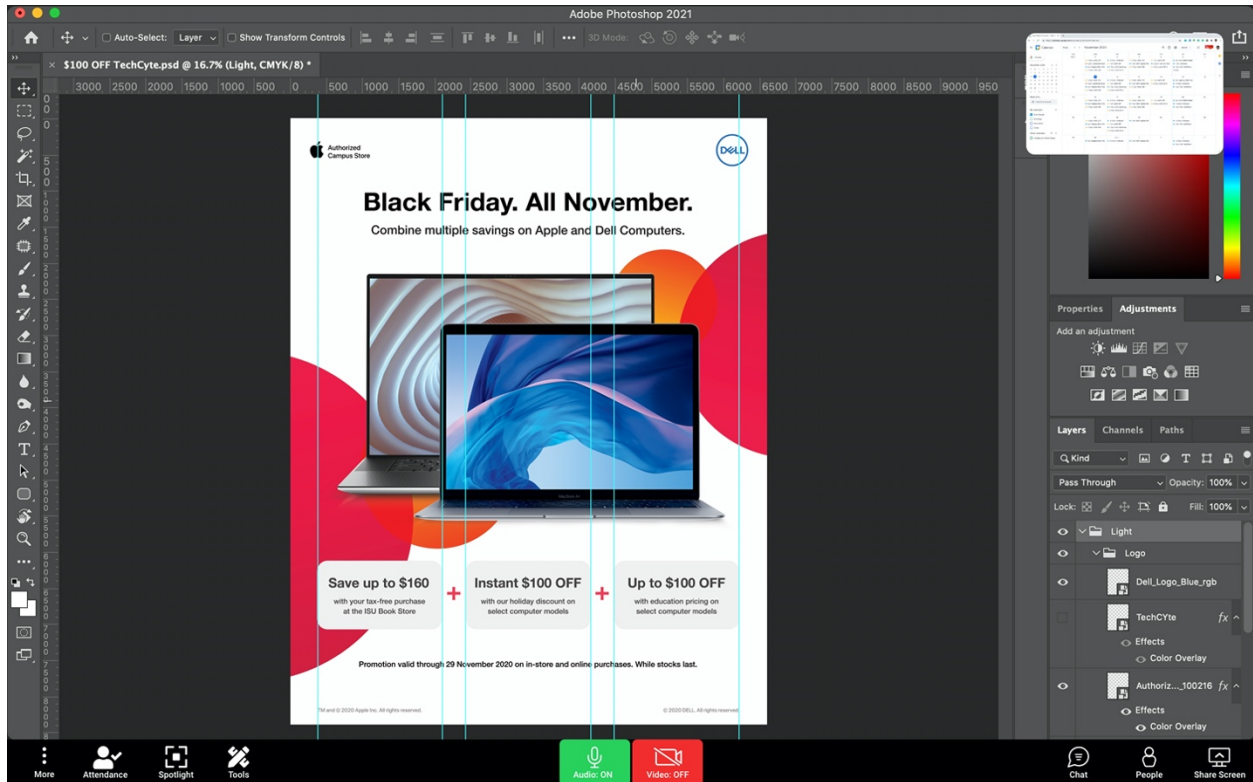 Adobe Photoshop 2021
Auto-Select: Layer Show Transform Controls 3D Mode:
$100 OFF TechCyte.psd @ 16.7% (Light, CMYK/8) *
November 2020
Authorized
Campus Store
DELL
Black Friday. All November.
Combine multiple savings on Apple and Dell Computers.
MacBook Air
Save up to $160
with your tax-free purchase
at the ISU Book Store
+
Instant $100 OFF
with our holiday discount on
select computer models
+
Up to $100 OFF
with education pricing on
select computer models
Promotion valid through 29 November 2020 on in-store and online purchases. While stocks last.
TM and © 2020 Apple Inc. All rights reserved.
© 2020 DELL. All rights reserved.
Properties Adjustments
Add an adjustment
Layers Channels Paths
Kind
Pass Through Opacity: 100%
Lock: Fill: 100%
Light
Logo
Dell_Logo_Blue_rgb
TechCYte fx
Effects
Color Overlay
Authoriz..._100216 fx
Effects
Color Overlay
More Attendance Spotlight Tools Audio: ON Video: OFF Chat People Share Screen